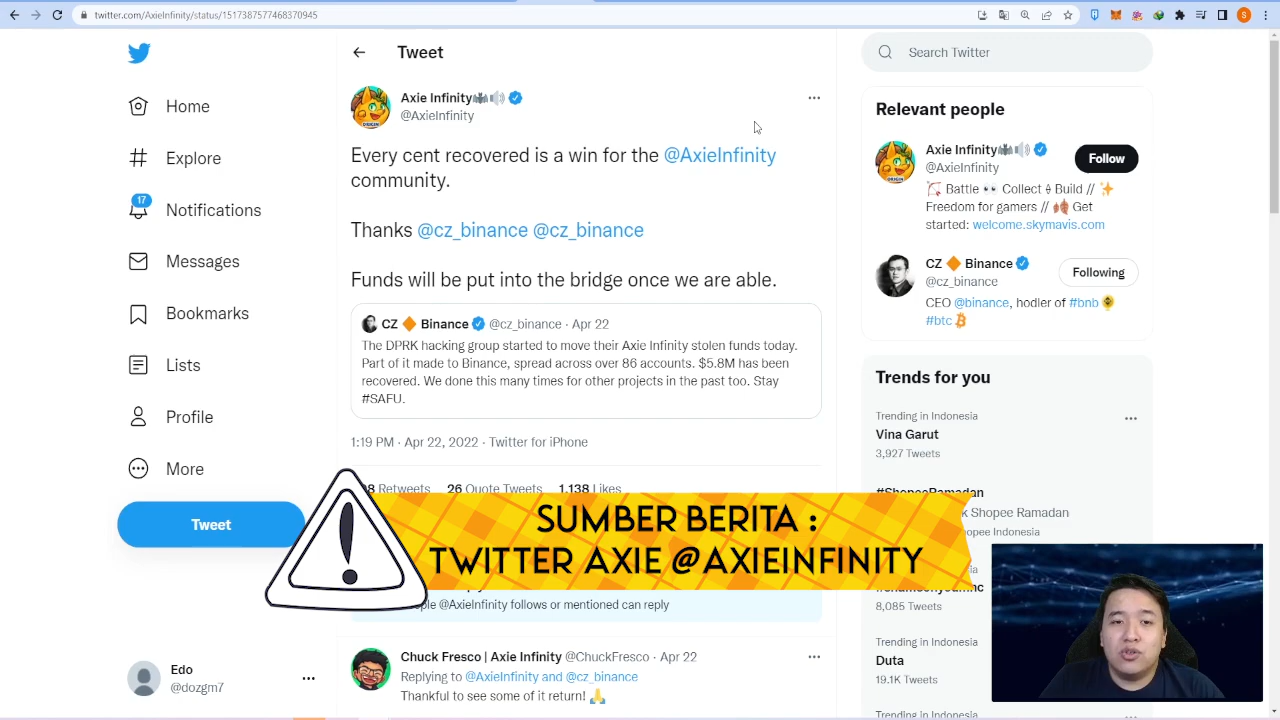 twitter.com/AxieInfinity/status/1517387577468370945
Home
Explore
17
Notifications
Messages
Bookmarks
Lists
Profile
More
Tweet
Edo
@dozgm7
Tweet
Axie Infinity
@AxieInfinity
Every cent recovered is a win for the @AxieInfinity
community.
Thanks @cz_binance @cz_binance
Funds will be put into the bridge once we are able.
CZ 🔶 Binance @cz_binance · Apr 22
The DPRK hacking group started to move their Axie Infinity stolen funds today.
Part of it made to Binance, spread across over 86 accounts. $5.8M has been
recovered. We done this many times for other projects in the past too. Stay
#SAFU.
1:19 PM · Apr 22, 2022 · Twitter for iPhone
Retweets 26 Quote Tweets 1,138 Likes
SUMBER BERITA :
TWITTER AXIE @AXIEINFINITY
@AxieInfinity follows or mentioned can reply
Chuck Fresco | Axie Infinity @ChuckFresco · Apr 22
Replying to @AxieInfinity and @cz_binance
Thankful to see some of it return! 🙏
Search Twitter
Relevant people
Axie Infinity
@AxieInfinity
Follow
Battle 👀 Collect Build // ✨
Freedom for gamers // Get
started: welcome.skymavis.com
CZ 🔶 Binance
@cz_binance
Following
CEO @binance, hodler of #bnb
#btc
Trends for you
Trending in Indonesia
Vina Garut
3,927 Tweets
#ShopeeRamadan
Shopee Ramadan
Indonesia
8,085 Tweets
Trending in Indonesia
Duta
19.1K Tweets
Trending in Indonesia